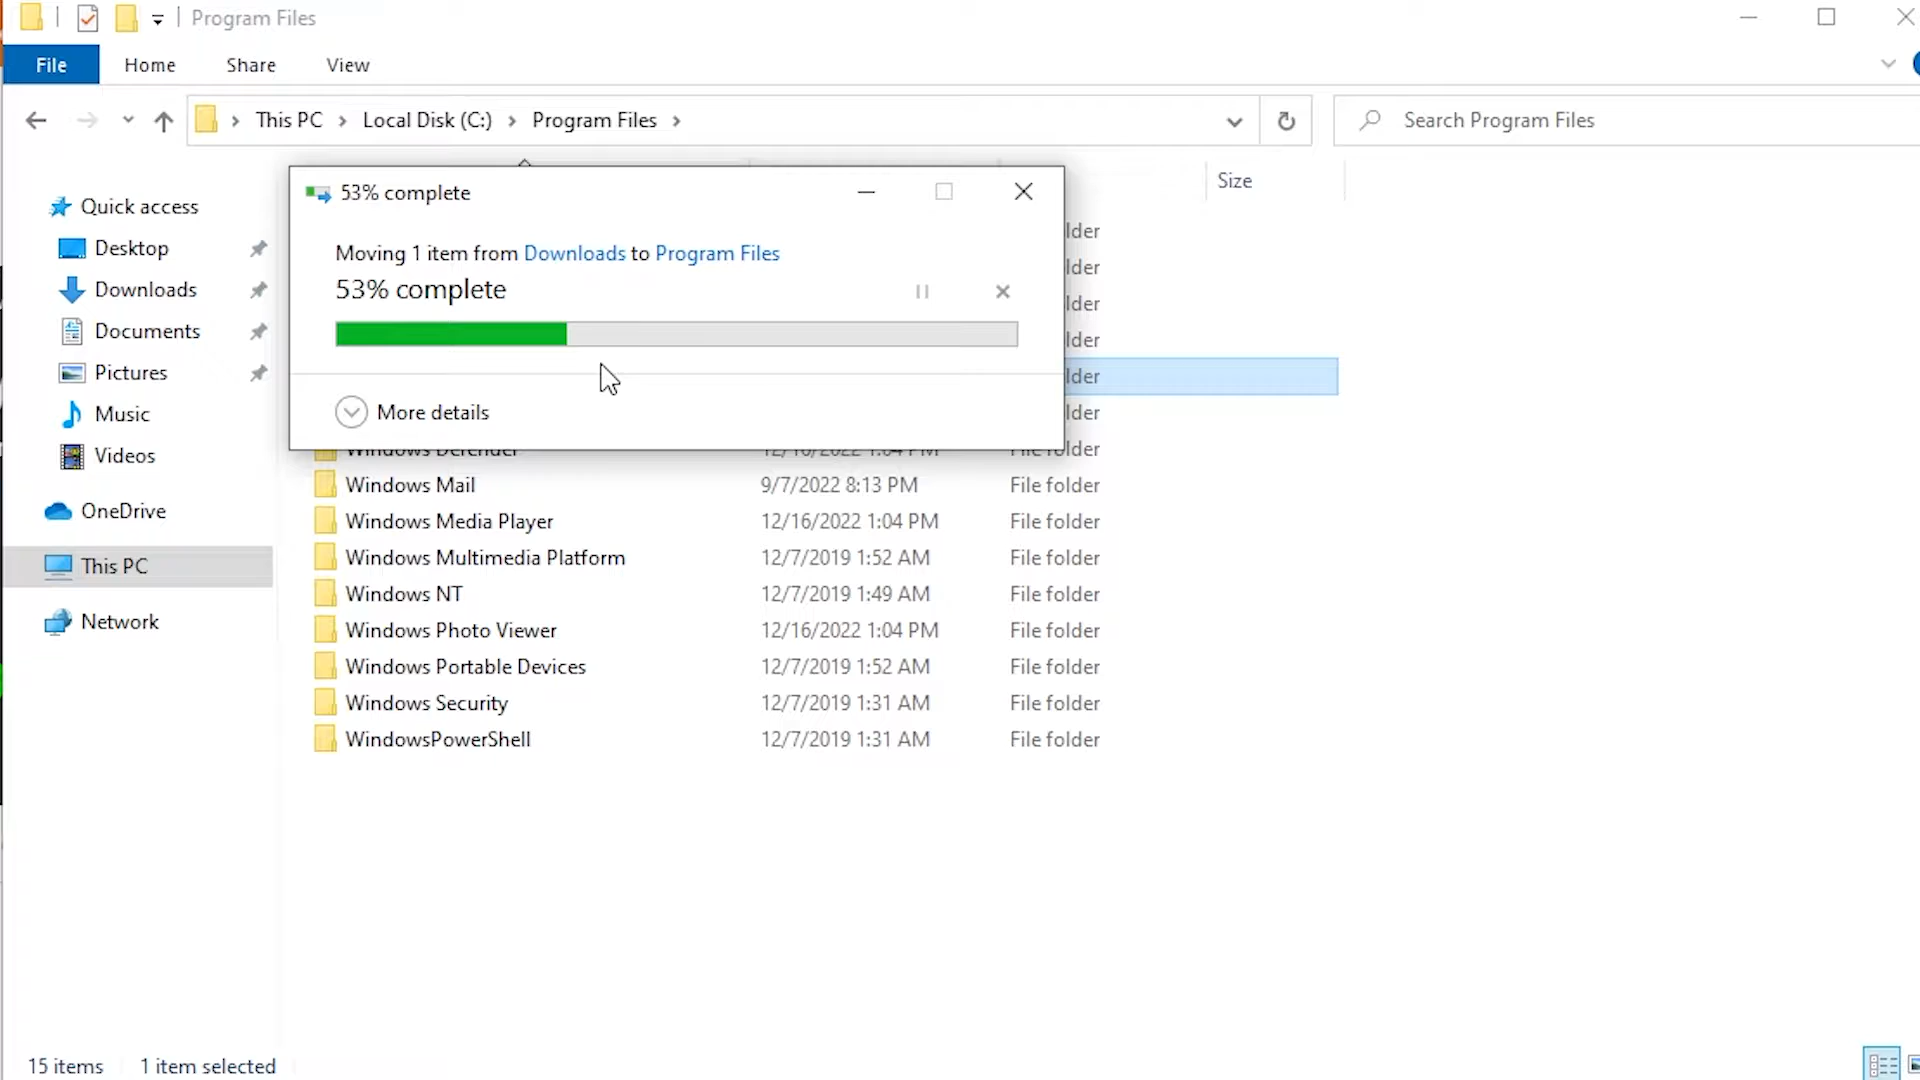 Program Files
File Home Share View
This PC Local Disk (C:) Program Files
Search Program Files
Size
53% complete
Moving 1 item from Downloads to Program Files
53% complete
More details
Quick access
Desktop
Downloads
Documents
Pictures
Music
Videos
OneDrive
This PC
Network
lder
lder
lder
lder
lder
lder
Windows Defender 12/16/2022 1:04 PM File folder
Windows Mail 9/7/2022 8:13 PM File folder
Windows Media Player 12/16/2022 1:04 PM File folder
Windows Multimedia Platform 12/7/2019 1:52 AM File folder
Windows NT 12/7/2019 1:49 AM File folder
Windows Photo Viewer 12/16/2022 1:04 PM File folder
Windows Portable Devices 12/7/2019 1:52 AM File folder
Windows Security 12/7/2019 1:31 AM File folder
WindowsPowerShell 12/7/2019 1:31 AM File folder
15 items 1 item selected